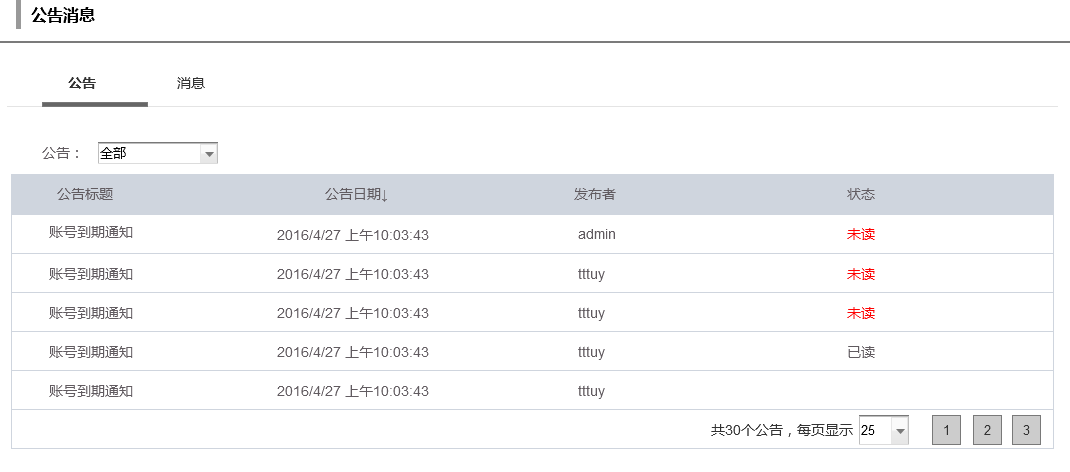 公告消息
公告 消息
公告： 全部
公告标题 公告日期↓ 发布者 状态
账号到期通知 2016/4/27 上午10:03:43 admin 未读
账号到期通知 2016/4/27 上午10:03:43 tttuy 未读
账号到期通知 2016/4/27 上午10:03:43 tttuy 未读
账号到期通知 2016/4/27 上午10:03:43 tttuy 已读
账号到期通知 2016/4/27 上午10:03:43 tttuy
共30个公告，每页显示 25 1 2 3